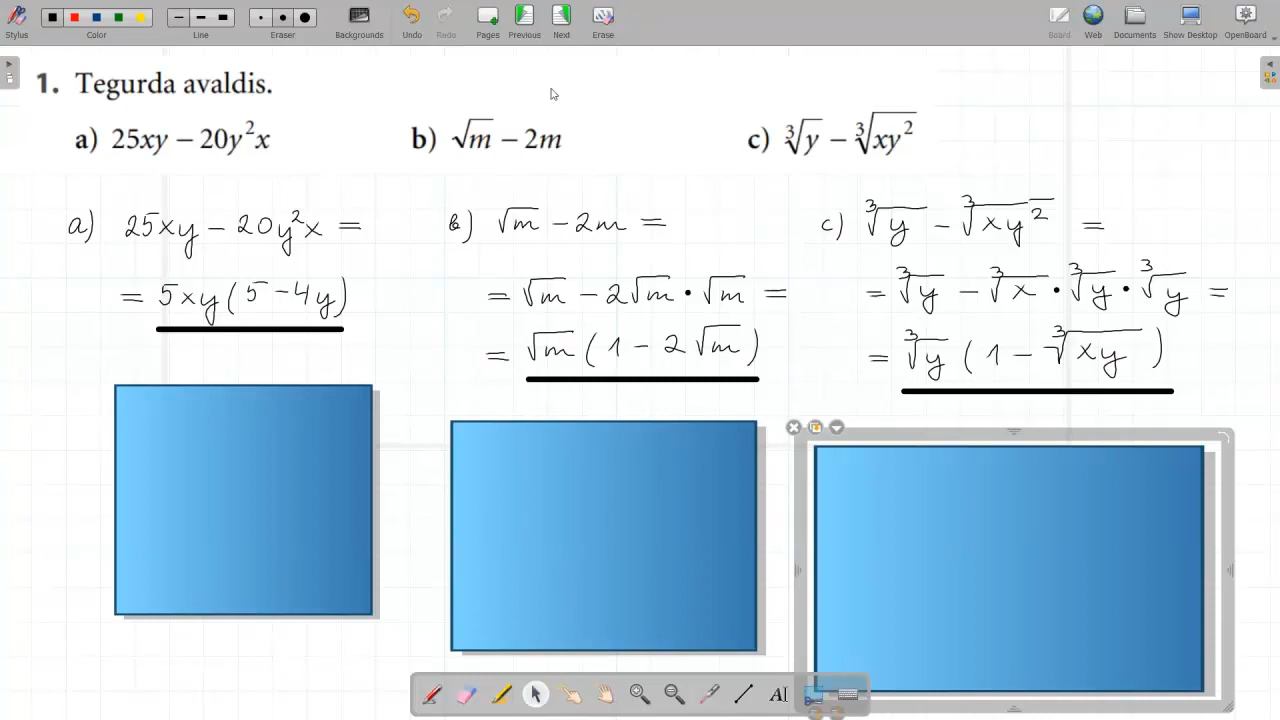 Stylus Color Line Eraser Backgrounds Undo Redo Pages Previous Next Erase Board Web Documents Show Desktop OpenBoard
1. Tegurda avaldis.
a) 25xy − 20y²x b) √m − 2m c) ∛y − ∛(xy²)
a) 25xy − 20y²x =
= 5xy(5 − 4y)
b) √m − 2m =
= √m − 2√m · √m =
= √m (1 − 2√m)
c) ∛y − ∛(xy²) =
= ∛y − ∛x · ∛y · ∛y =
= ∛y (1 − ∛(xy))
AI